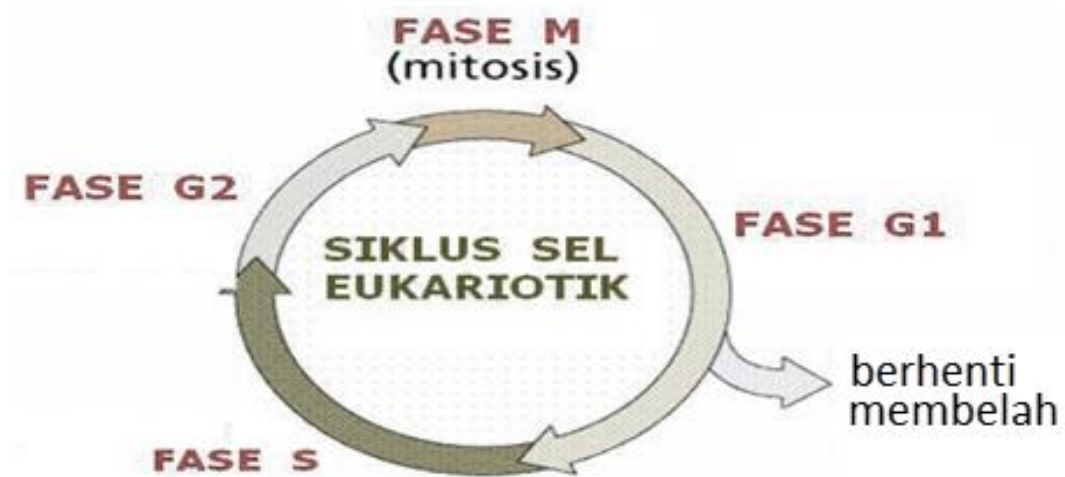 FASE M
(mitosis)
FASE G2
FASE G1
SIKLUS SEL
EUKARIOTIK
berhenti
membelah
FASE S